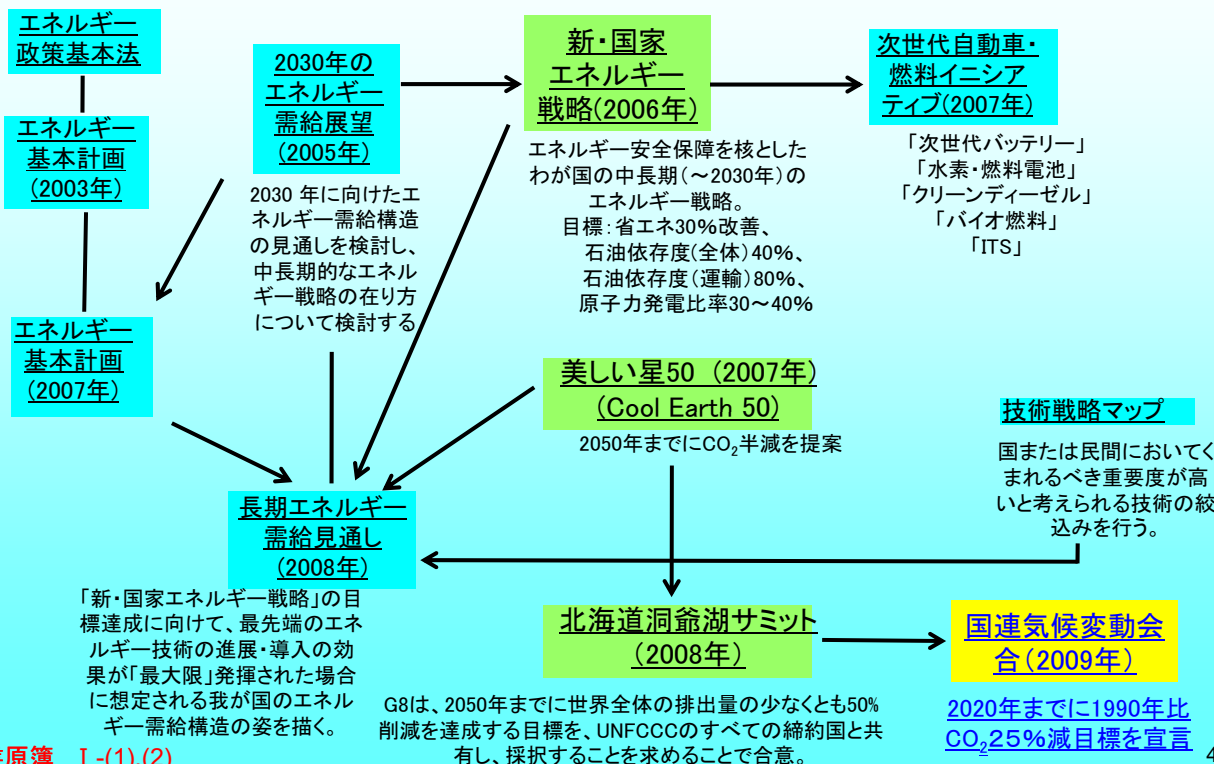 エネルギー
政策基本法
エネルギー
基本計画
(2003年)
エネルギー
基本計画
(2007年)
2030年の
エネルギー
需給展望
(2005年)
2030 年に向けたエ
ネルギー需給構造
の見通しを検討し、
中長期的なエネル
ギー戦略の在り方
について検討する
新・国家
エネルギー
戦略(2006年)
エネルギー安全保障を核とした
わが国の中長期(~2030年)の
エネルギー戦略。
目標:省エネ30%改善、
石油依存度(全体)40%、
石油依存度(運輸)80%、
原子力発電比率30~40%
次世代自動車・
燃料イニシア
ティブ(2007年)
「次世代バッテリー」
「水素・燃料電池」
「クリーンディーゼル」
「バイオ燃料」
「ITS」
美しい星50 (2007年)
(Cool Earth 50)
2050年までにCO2半減を提案
技術戦略マップ
国または民間においてく
まれるべき重要度が高
いと考えられる技術の絞
込みを行う。
長期エネルギー
需給見通し
(2008年)
「新・国家エネルギー戦略」の目
標達成に向けて、最先端のエネ
ルギー技術の進展・導入の効
果が「最大限」発揮された場合
に想定される我が国のエネル
ギー需給構造の姿を描く。
北海道洞爺湖サミット
(2008年)
G8は、2050年までに世界全体の排出量の少なくとも50%
削減を達成する目標を、UNFCCCのすべての締約国と共
有し、採択することを求めることで合意。
国連気候変動会
合(2009年)
2020年までに1990年比
CO225%減目標を宣言
原簿 Ⅰ-(1),(2)
4